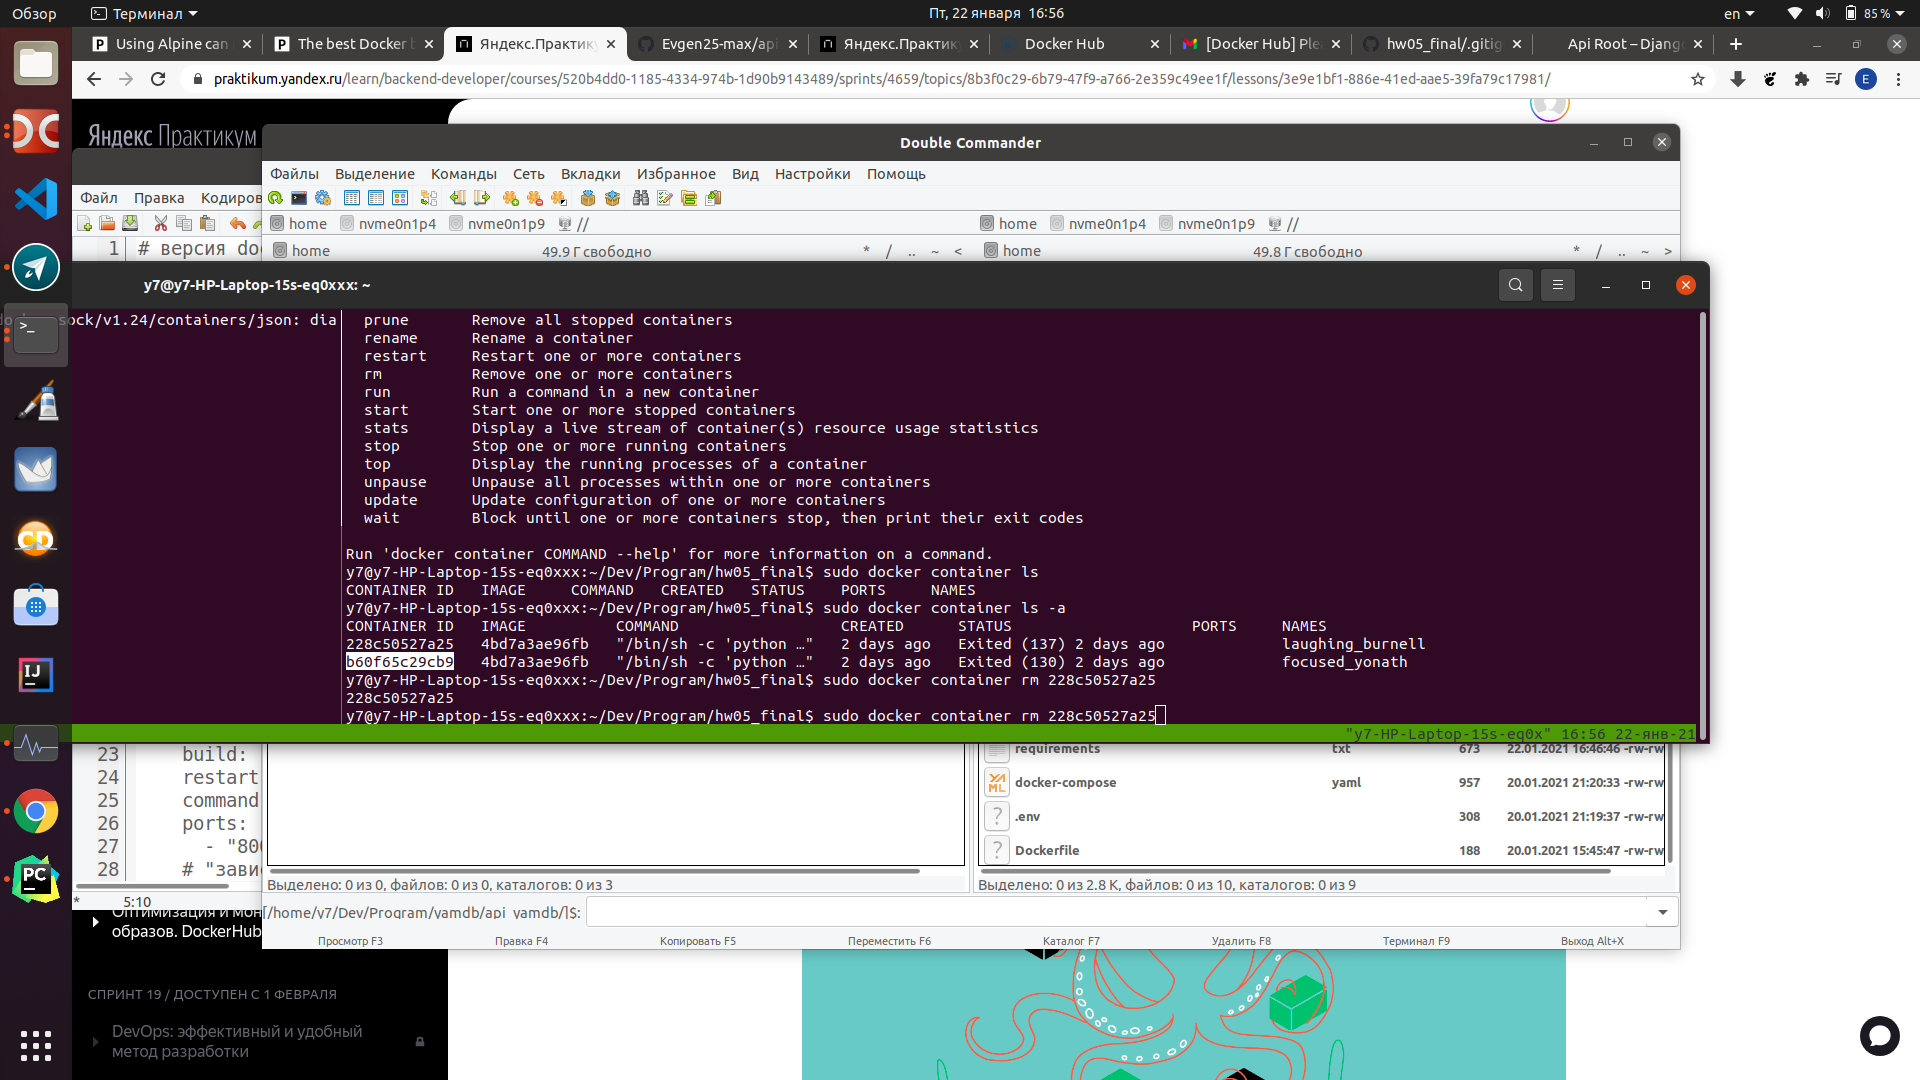 Обзор
Терминал
Пт, 22 января 16:56
en
85 %
Using Alpine can
The best Docker b
Яндекс.Практик
Evgen25-max/api
Яндекс.Практик
Docker Hub
[Docker Hub] Ple
hw05_final/.gitig
Api Root – Djang
praktikum.yandex.ru/learn/backend-developer/courses/520b4dd0-1185-4334-974b-1d90b9143489/sprints/4659/topics/8b3f0c29-6b79-47f9-a766-2e359c49ee1f/lessons/3e9e1bf1-886e-41ed-aae5-39fa79c17981/
E
Яндекс Практикум
Double Commander
Файлы Выделение Команды Сеть Вкладки Избранное Вид Настройки Помощь
Файл Правка Кодиров
home nvme0n1p4 nvme0n1p9 //
home nvme0n1p4 nvme0n1p9 //
1 # версия doc
home 49.9 Г свободно * / .. ~ <
home 49.8 Г свободно * / .. ~ >
y7@y7-HP-Laptop-15s-eq0xxx: ~
ock/v1.24/containers/json: dia
prune Remove all stopped containers
rename Rename a container
restart Restart one or more containers
rm Remove one or more containers
run Run a command in a new container
start Start one or more stopped containers
stats Display a live stream of container(s) resource usage statistics
stop Stop one or more running containers
top Display the running processes of a container
unpause Unpause all processes within one or more containers
update Update configuration of one or more containers
wait Block until one or more containers stop, then print their exit codes
Run 'docker container COMMAND --help' for more information on a command.
y7@y7-HP-Laptop-15s-eq0xxx:~/Dev/Program/hw05_final$ sudo docker container ls
CONTAINER ID IMAGE COMMAND CREATED STATUS PORTS NAMES
y7@y7-HP-Laptop-15s-eq0xxx:~/Dev/Program/hw05_final$ sudo docker container ls -a
CONTAINER ID IMAGE COMMAND CREATED STATUS PORTS NAMES
228c50527a25 4bd7a3ae96fb "/bin/sh -c 'python …" 2 days ago Exited (137) 2 days ago laughing_burnell
b60f65c29cb9 4bd7a3ae96fb "/bin/sh -c 'python …" 2 days ago Exited (130) 2 days ago focused_yonath
y7@y7-HP-Laptop-15s-eq0xxx:~/Dev/Program/hw05_final$ sudo docker container rm 228c50527a25
228c50527a25
y7@y7-HP-Laptop-15s-eq0xxx:~/Dev/Program/hw05_final$ sudo docker container rm 228c50527a25
"y7-HP-Laptop-15s-eq0x" 16:56 22-янв-21
23 build:
24 restart
25 command
26 ports:
27 - "800
28 # "зави
* 5:10
requirements txt 673 22.01.2021 16:46:46 -rw-rw
docker-compose yaml 957 20.01.2021 21:20:33 -rw-rw
.env 308 20.01.2021 21:19:37 -rw-rw
Dockerfile 188 20.01.2021 15:45:47 -rw-rw
Выделено: 0 из 0, файлов: 0 из 0, каталогов: 0 из 3
Выделено: 0 из 2.8 K, файлов: 0 из 10, каталогов: 0 из 9
[/home/y7/Dev/Program/yamdb/api_yamdb/]$:
Просмотр F3 Правка F4 Копировать F5 Переместить F6 Каталог F7 Удалить F8 Терминал F9 Выход Alt+X
Оптимизация и мон
образов. DockerHub
СПРИНТ 19 / ДОСТУПЕН С 1 ФЕВРАЛЯ
DevOps: эффективный и удобный
метод разработки